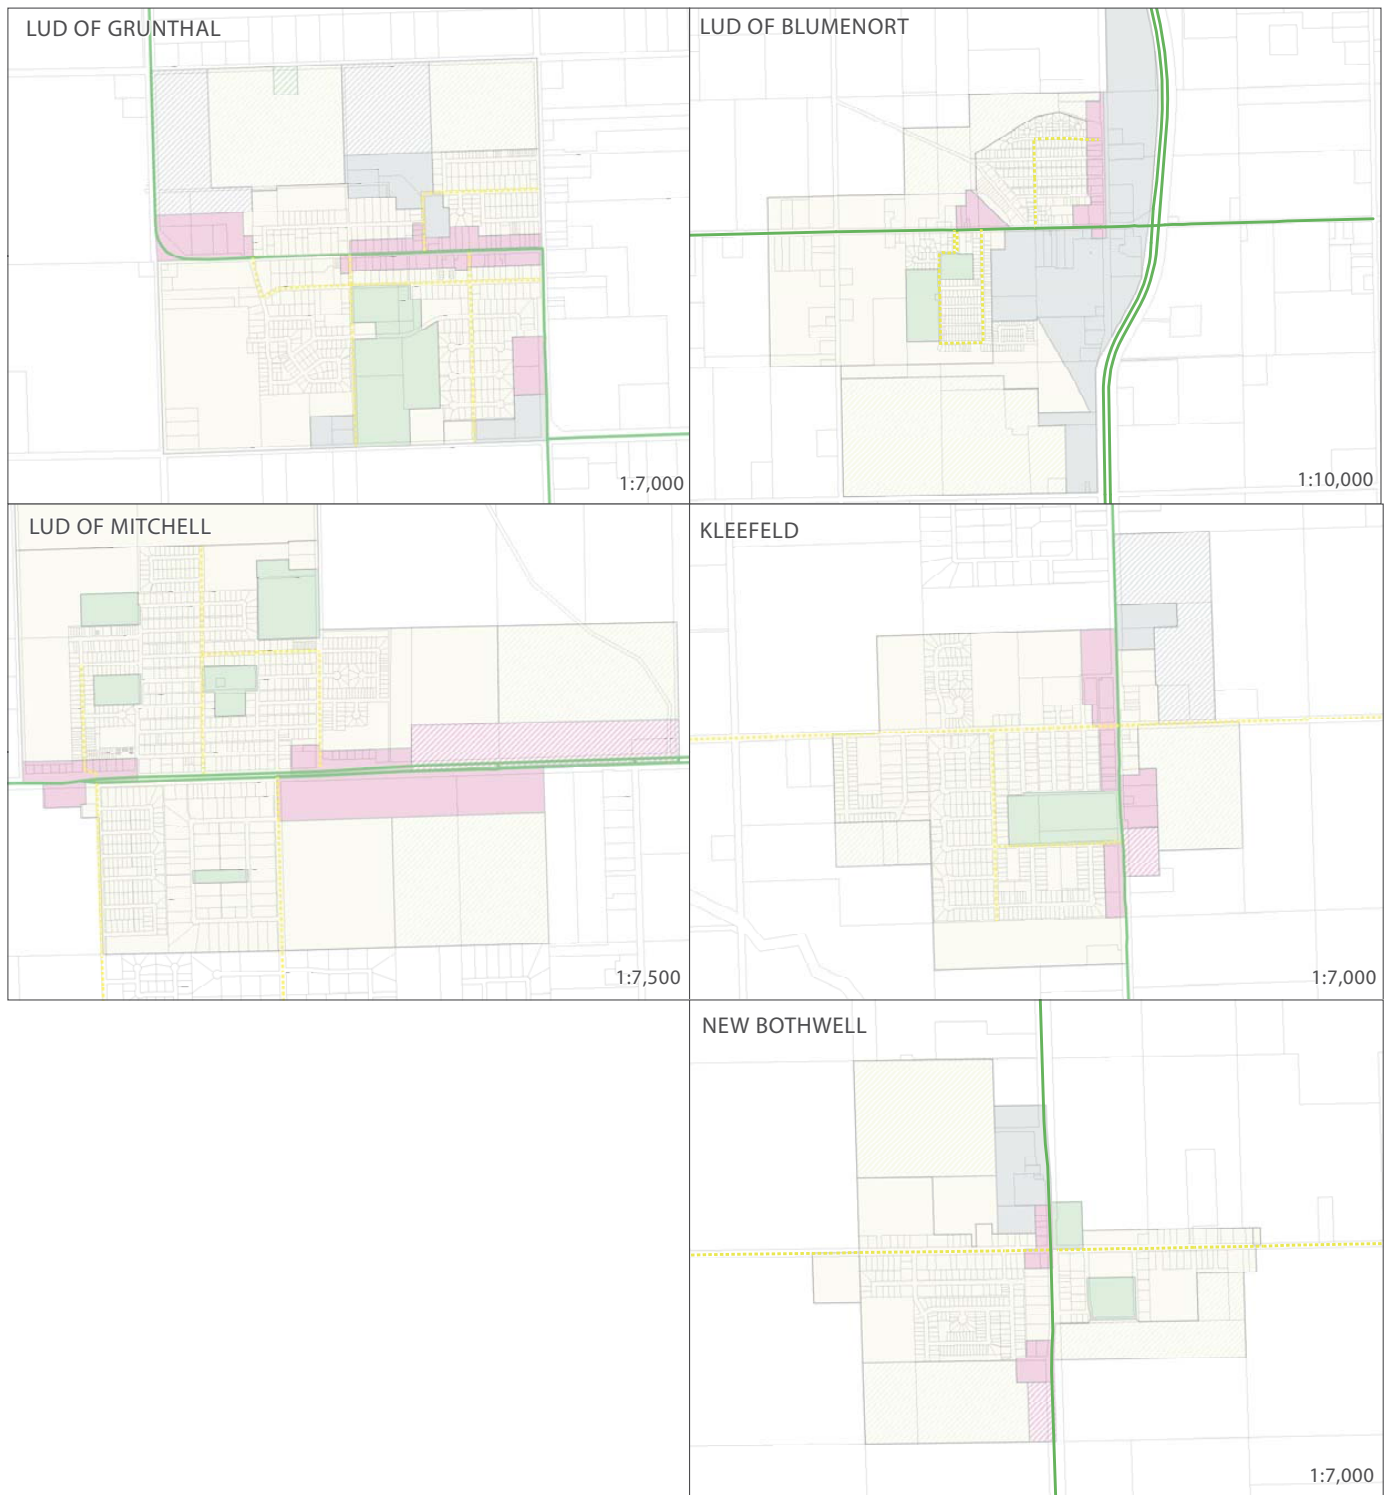 LUD OF GRUNTHAL
1:7,000
LUD OF BLUMENORT
1:10,000
LUD OF MITCHELL
1:7,500
KLEEFELD
1:7,000
NEW BOTHWELL
1:7,000